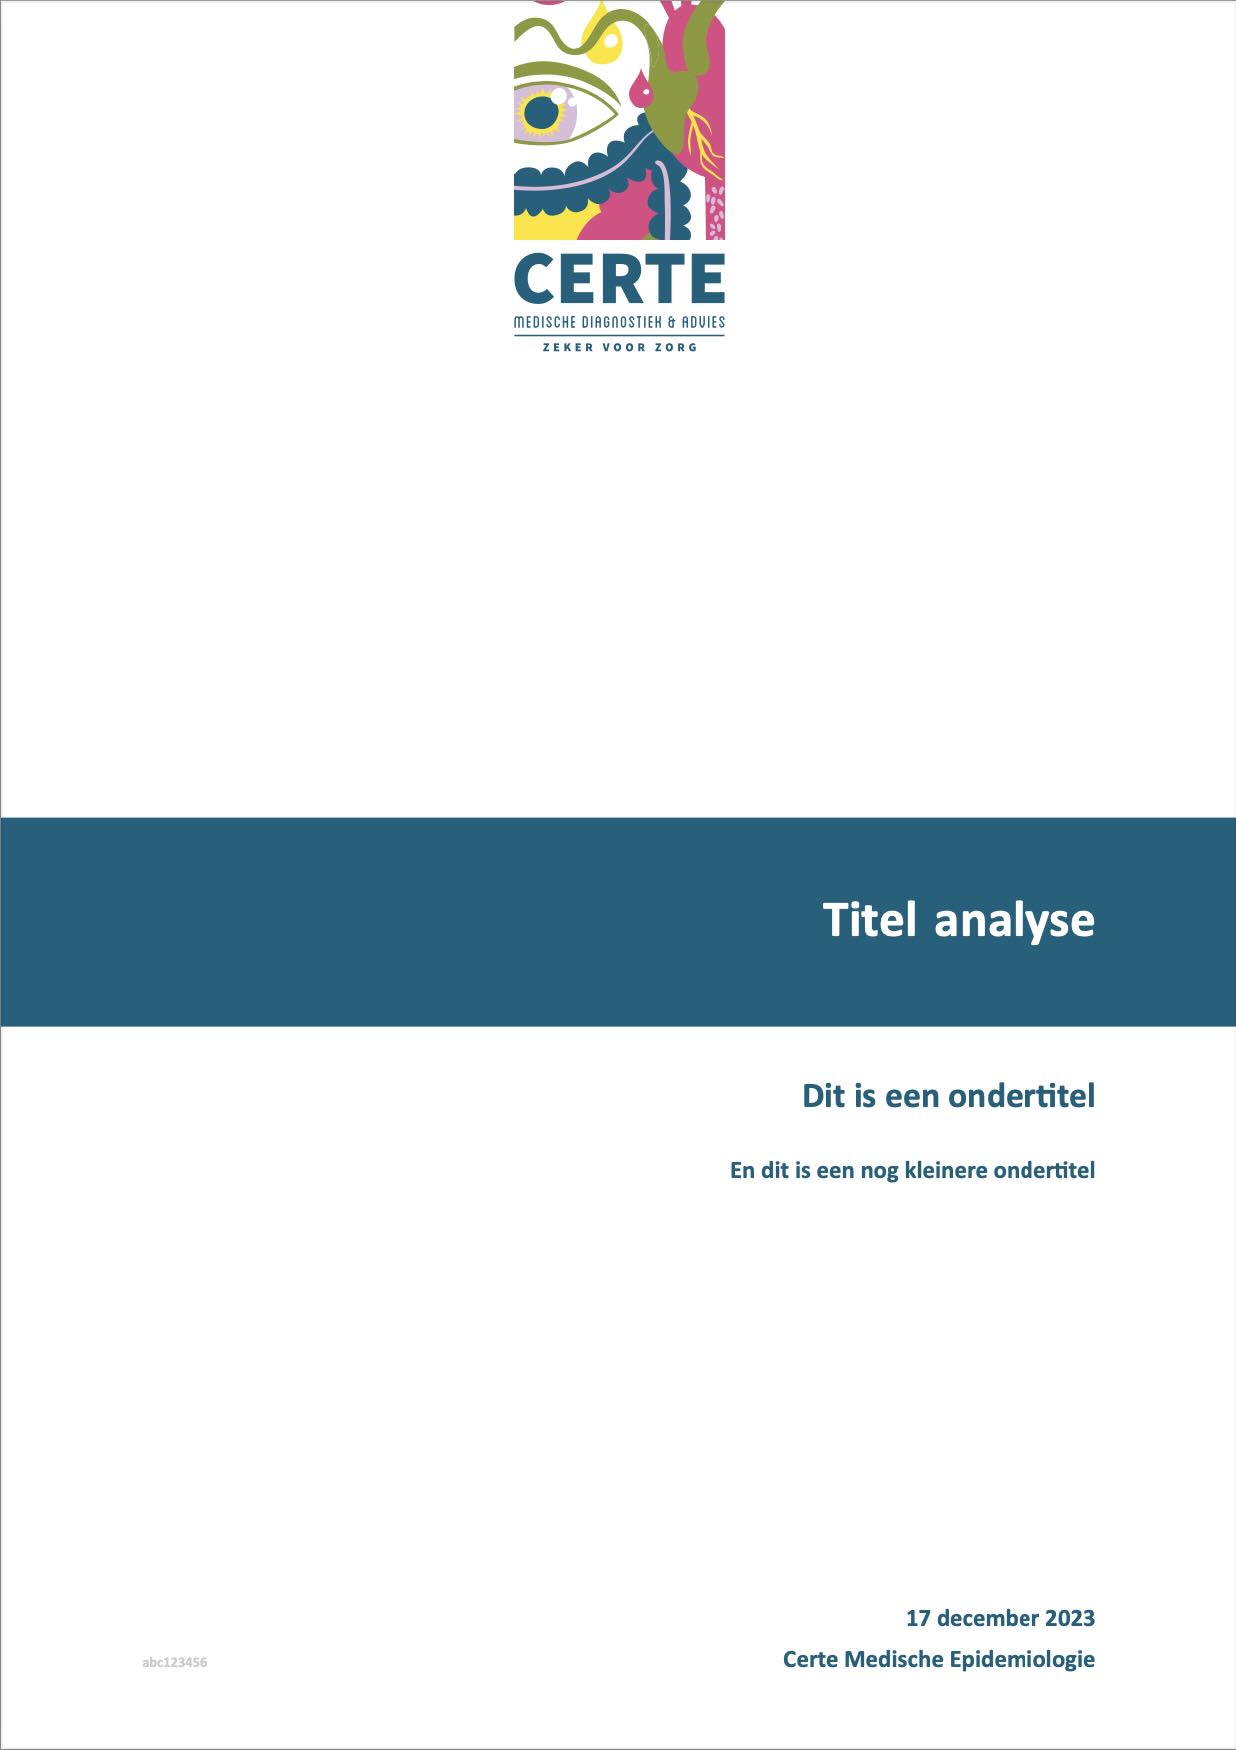 CERTE
MEDISCHE DIAGNOSTIEK & ADVIES
ZEKER VOOR ZORG
Titel analyse
Dit is een ondertitel
En dit is een nog kleinere ondertitel
17 december 2023
abc123456
Certe Medische Epidemiologie